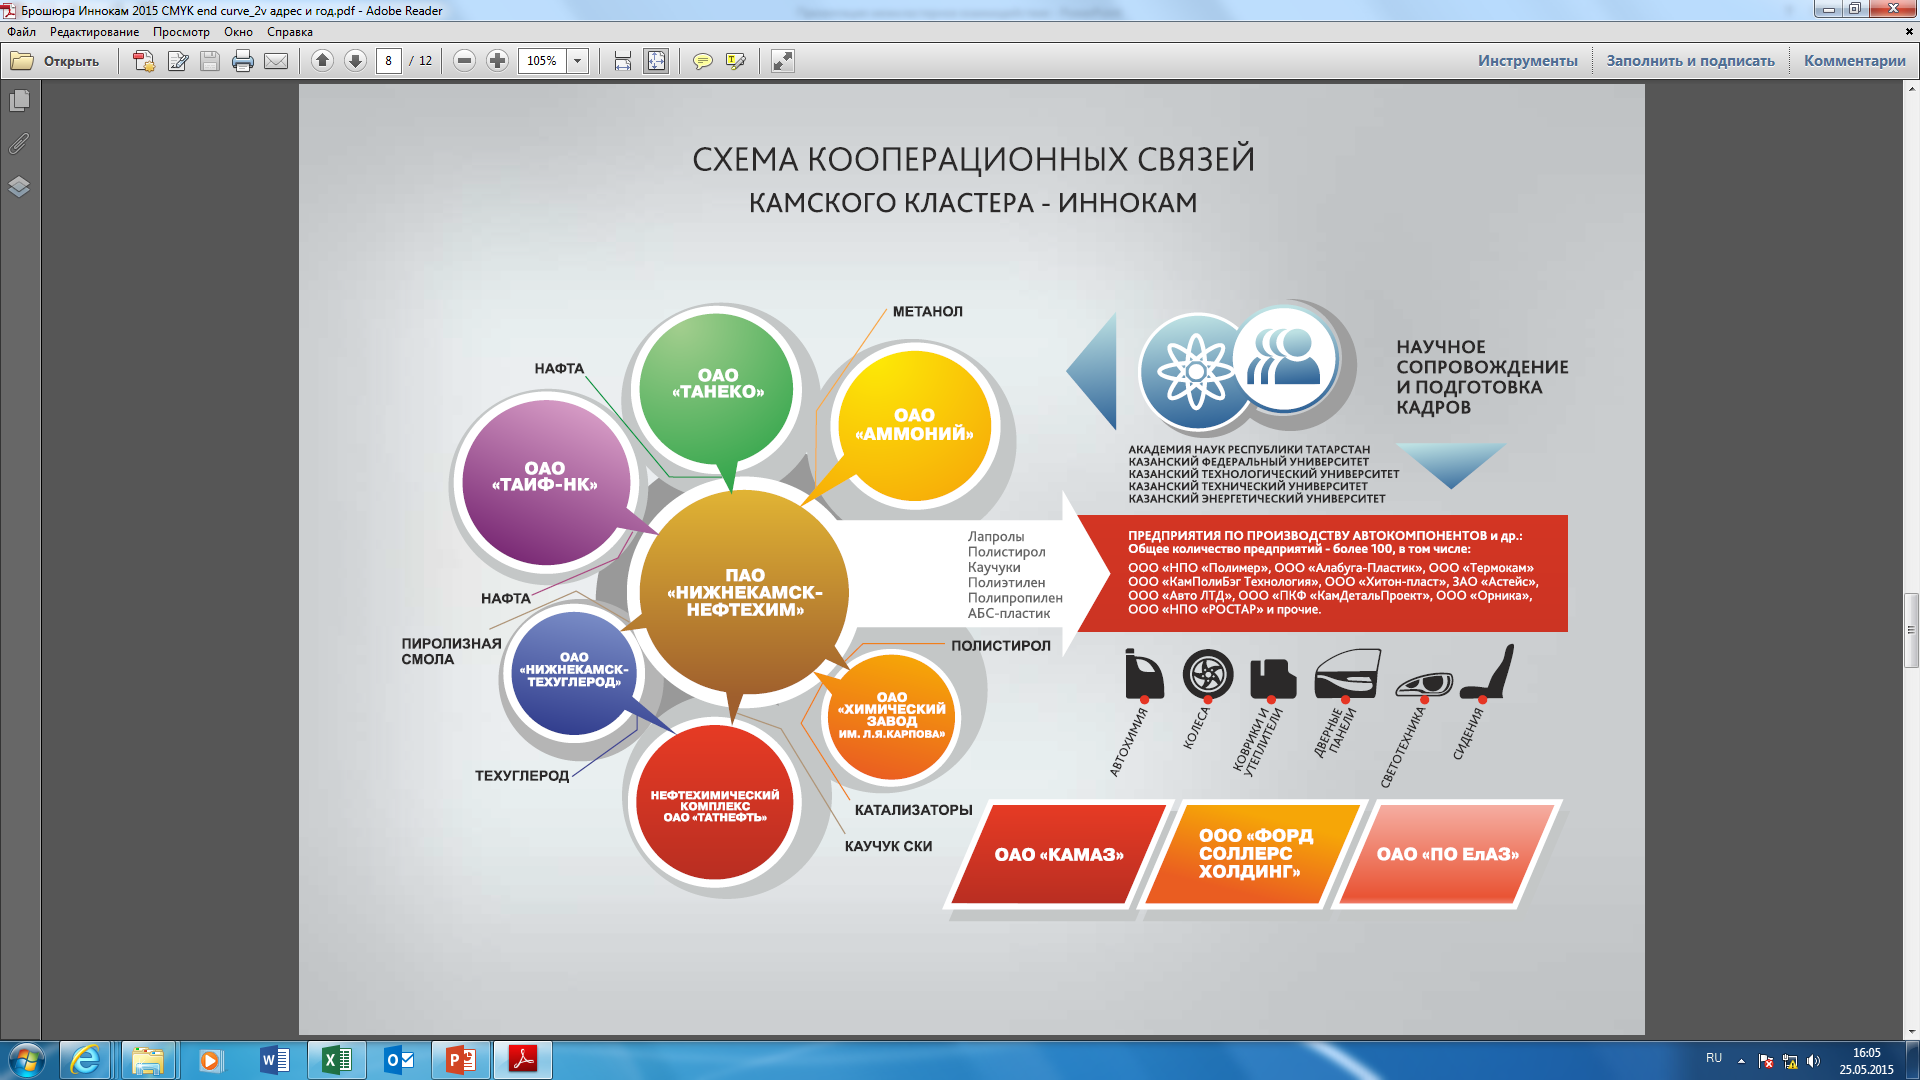 Брошюра Иннокам 2015 CMYK end curve_2v адрес и год.pdf - Adobe Reader
Файл Редактирование Просмотр Окно Справка
Открыть 8 / 12 105% Инструменты Заполнить и подписать Комментарии
СХЕМА КООПЕРАЦИОННЫХ СВЯЗЕЙ
КАМСКОГО КЛАСТЕРА - ИННОКАМ
МЕТАНОЛ
НАФТА
ОАО
«ТАНЕКО»
ОАО
«АММОНИЙ»
ОАО
«ТАИФ-НК»
НАФТА
ПАО
«НИЖНЕКАМСК-
НЕФТЕХИМ»
ПИРОЛИЗНАЯ
СМОЛА
ОАО
«НИЖНЕКАМСК-
ТЕХУГЛЕРОД»
ТЕХУГЛЕРОД
НЕФТЕХИМИЧЕСКИЙ
КОМПЛЕКС
ОАО «ТАТНЕФТЬ»
ПОЛИСТИРОЛ
ОАО
«ХИМИЧЕСКИЙ
ЗАВОД
ИМ. Л.Я.КАРПОВА»
КАТАЛИЗАТОРЫ
КАУЧУК СКИ
Лапролы
Полистирол
Каучуки
Полиэтилен
Полипропилен
АБС-пластик
НАУЧНОЕ
СОПРОВОЖДЕНИЕ
И ПОДГОТОВКА
КАДРОВ
АКАДЕМИЯ НАУК РЕСПУБЛИКИ ТАТАРСТАН
КАЗАНСКИЙ ФЕДЕРАЛЬНЫЙ УНИВЕРСИТЕТ
КАЗАНСКИЙ ТЕХНОЛОГИЧЕСКИЙ УНИВЕРСИТЕТ
КАЗАНСКИЙ ТЕХНИЧЕСКИЙ УНИВЕРСИТЕТ
КАЗАНСКИЙ ЭНЕРГЕТИЧЕСКИЙ УНИВЕРСИТЕТ
ПРЕДПРИЯТИЯ ПО ПРОИЗВОДСТВУ АВТОКОМПОНЕНТОВ и др.:
Общее количество предприятий - более 100, в том числе:
ООО «НПО «Полимер», ООО «Алабуга-Пластик», ООО «Термокам»
ООО «КамПолиБэг Технология», ООО «Хитон-пласт», ЗАО «Астейс»,
ООО «Авто ЛТД», ООО «ПКФ «КамДетальПроект», ООО «Орника»,
ООО «НПО «РОСТАР» и прочие.
АВТОХИМИЯ
КОЛЕСА
КОВРИКИ И
УТЕПЛИТЕЛИ
ДВЕРНЫЕ
ПАНЕЛИ
СВЕТОТЕХНИКА
СИДЕНИЯ
ОАО «КАМАЗ»
ООО «ФОРД
СОЛЛЕРС
ХОЛДИНГ»
ОАО «ПО ЕлАЗ»
RU
16:05
25.05.2015